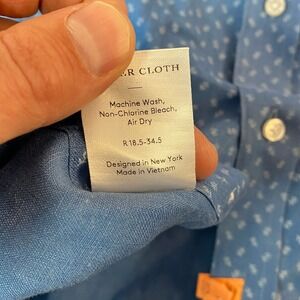 ER CLOTH
Machine Wash,
Non-Chlorine Bleach,
Air Dry
R 18.5-34.5
Designed in New York
Made in Vietnam